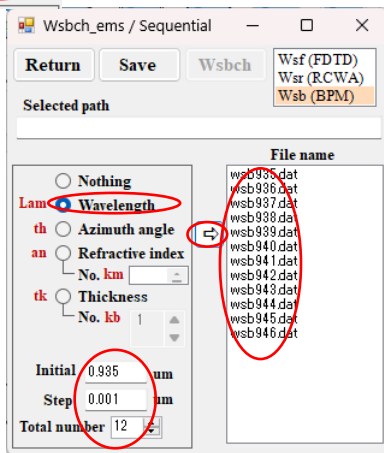 Wsbch_ems / Sequential
Return Save Wsbch
Wsf (FDTD)
Wsr (RCWA)
Wsb (BPM)
Selected path
File name
Nothing
Lam Wavelength
th Azimuth angle
an Refractive index
No. km
tk Thickness
No. kb 1
Initial 0.935 um
Step 0.001 um
Total number 12
wsb935.dat
wsb936.dat
wsb937.dat
wsb938.dat
wsb939.dat
wsb940.dat
wsb941.dat
wsb942.dat
wsb943.dat
wsb944.dat
wsb945.dat
wsb946.dat